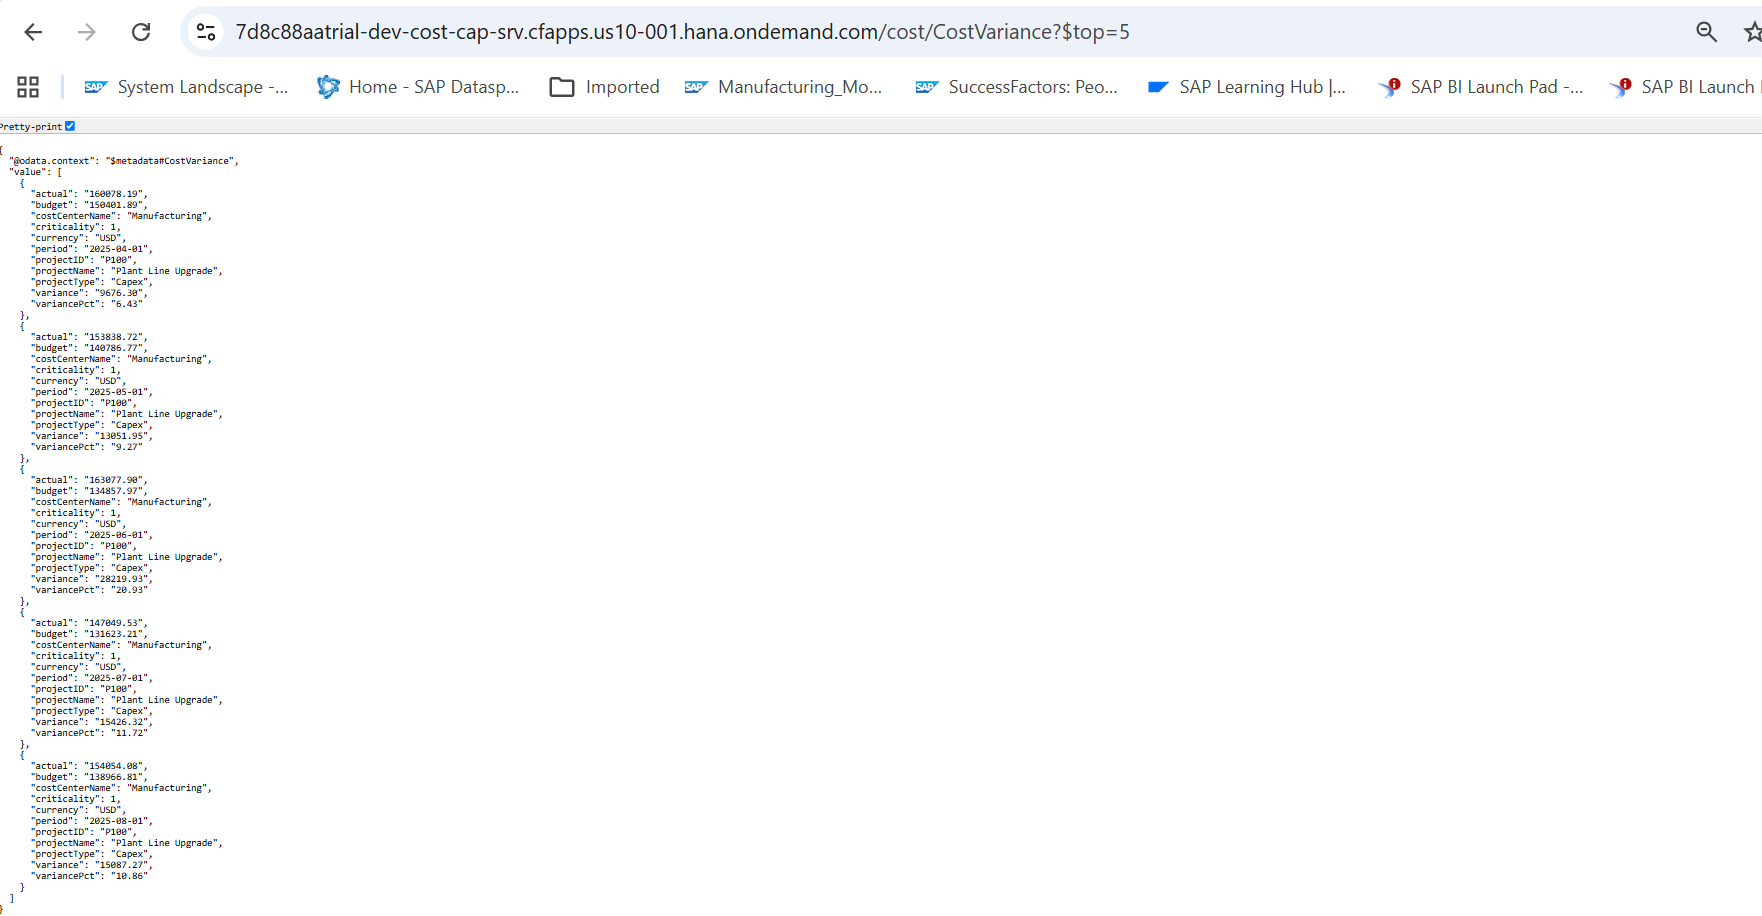 7d8c88aatrial-dev-cost-cap-srv.cfapps.us10-001.hana.ondemand.com/cost/CostVariance?$top=5
SAP System Landscape -... Home - SAP Datasp... Imported SAP Manufacturing_Mo... SAP SuccessFactors: Peo... SAP Learning Hub |... SAP BI Launch Pad -... SAP BI Launch
Pretty-print
{
"@odata.context": "$metadata#CostVariance",
"value": [
{
"actual": "160078.19",
"budget": "150401.89",
"costCenterName": "Manufacturing",
"criticality": 1,
"currency": "USD",
"period": "2025-04-01",
"projectID": "P100",
"projectName": "Plant Line Upgrade",
"projectType": "Capex",
"variance": "9676.30",
"variancePct": "6.43"
},
{
"actual": "153838.72",
"budget": "140786.77",
"costCenterName": "Manufacturing",
"criticality": 1,
"currency": "USD",
"period": "2025-05-01",
"projectID": "P100",
"projectName": "Plant Line Upgrade",
"projectType": "Capex",
"variance": "13051.95",
"variancePct": "9.27"
},
{
"actual": "163077.90",
"budget": "134857.97",
"costCenterName": "Manufacturing",
"criticality": 1,
"currency": "USD",
"period": "2025-06-01",
"projectID": "P100",
"projectName": "Plant Line Upgrade",
"projectType": "Capex",
"variance": "28219.93",
"variancePct": "20.93"
},
{
"actual": "147049.53",
"budget": "131623.21",
"costCenterName": "Manufacturing",
"criticality": 1,
"currency": "USD",
"period": "2025-07-01",
"projectID": "P100",
"projectName": "Plant Line Upgrade",
"projectType": "Capex",
"variance": "15426.32",
"variancePct": "11.72"
},
{
"actual": "154054.08",
"budget": "138966.81",
"costCenterName": "Manufacturing",
"criticality": 1,
"currency": "USD",
"period": "2025-08-01",
"projectID": "P100",
"projectName": "Plant Line Upgrade",
"projectType": "Capex",
"variance": "15087.27",
"variancePct": "10.86"
}
]
}